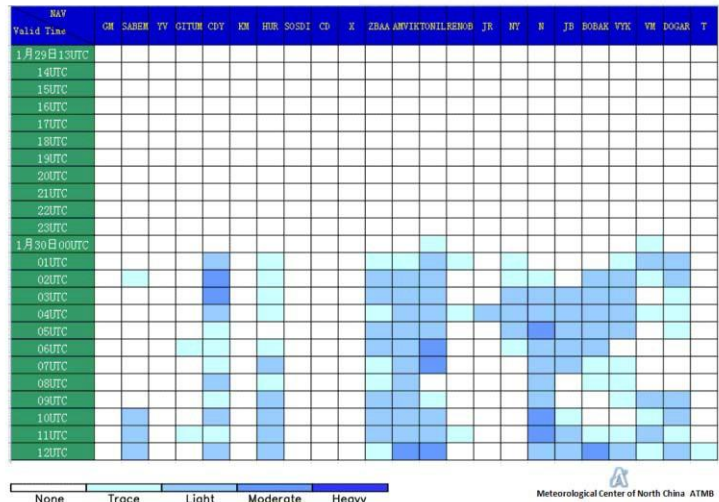 NAV
Valid Time GM SABEM YV GITUM CDY KM HUR SOSDI CD X ZBAA AMVIK TONIL RENOB JR NY N JB BOBAK VYK VM DOGAR T
1月29日13UTC
14UTC
15UTC
16UTC
17UTC
18UTC
19UTC
20UTC
21UTC
22UTC
23UTC
1月30日00UTC
01UTC
02UTC
03UTC
04UTC
05UTC
06UTC
07UTC
08UTC
09UTC
10UTC
11UTC
12UTC
None Trace Light Moderate Heavy
Meteorological Center of North China ATMB